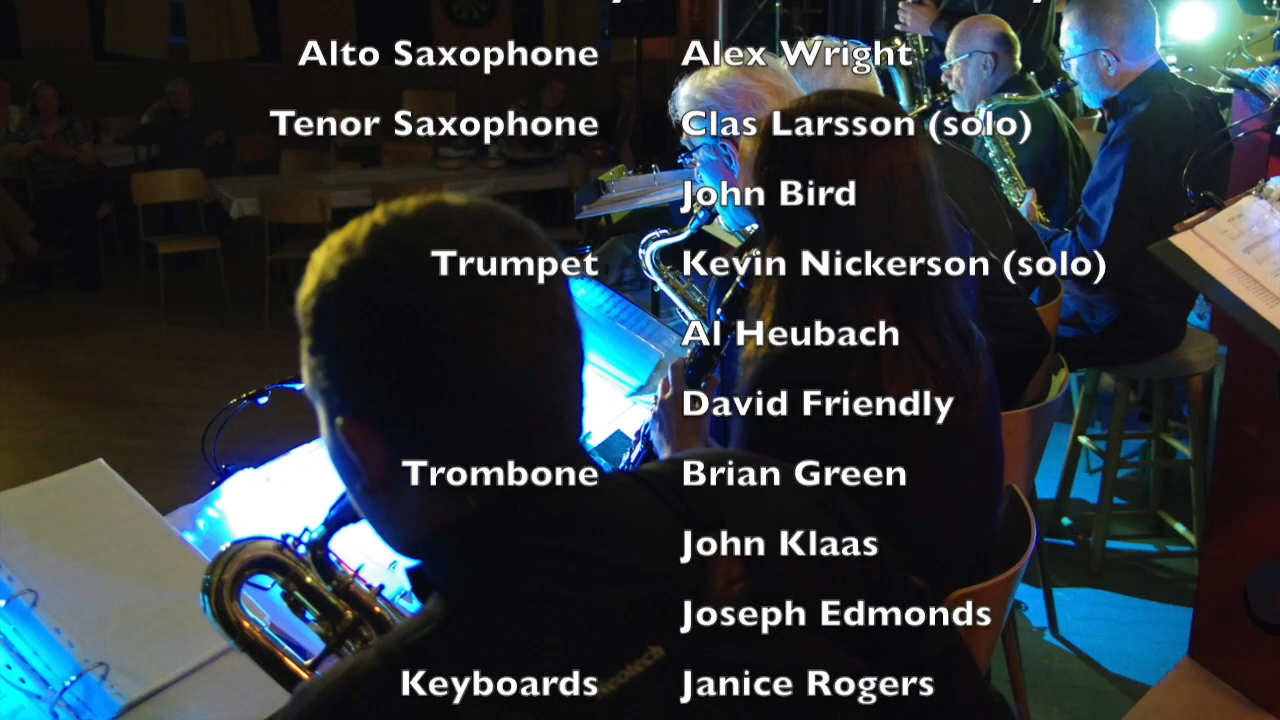 Alto Saxophone Alex Wright
Tenor Saxophone Clas Larsson (solo)
John Bird
Trumpet Kevin Nickerson (solo)
Al Heubach
David Friendly
Trombone Brian Green
John Klaas
Joseph Edmonds
Keyboards Janice Rogers